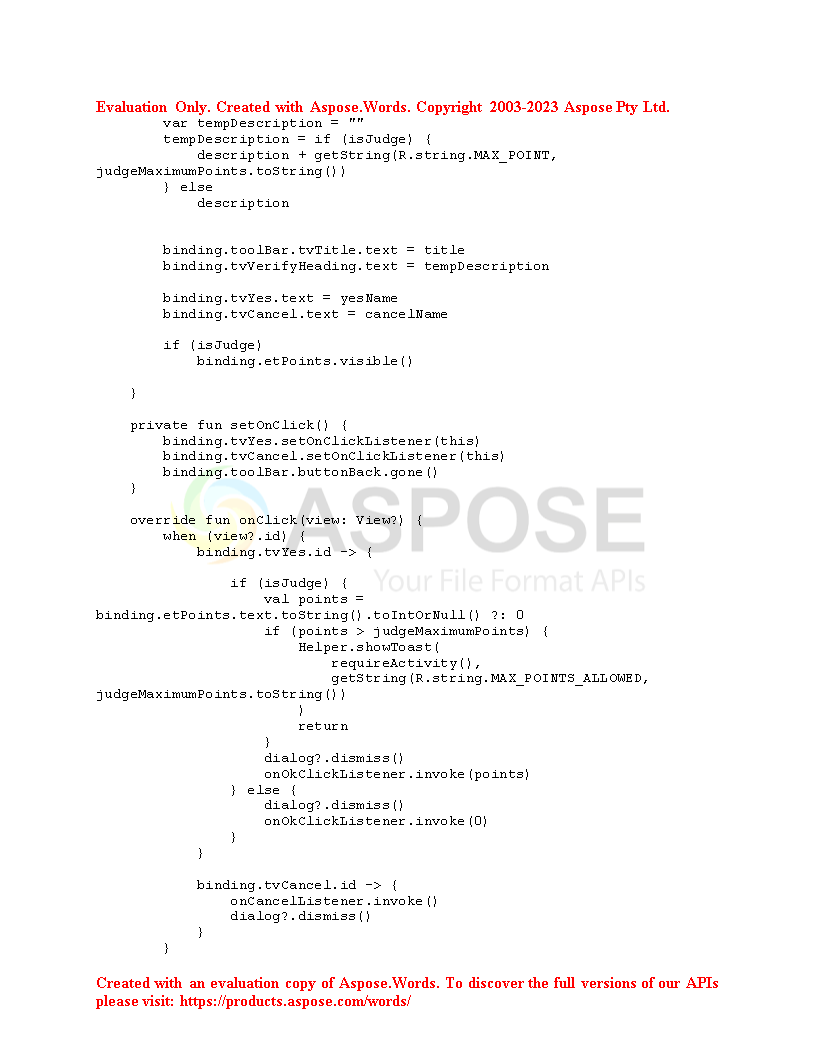 Evaluation Only. Created with Aspose.Words. Copyright 2003-2023 Aspose Pty Ltd.
        var tempDescription = ""
        tempDescription = if (isJudge) {
            description + getString(R.string.MAX_POINT,
judgeMaximumPoints.toString())
        } else
            description
        binding.toolBar.tvTitle.text = title
        binding.tvVerifyHeading.text = tempDescription
        binding.tvYes.text = yesName
        binding.tvCancel.text = cancelName
        if (isJudge)
            binding.etPoints.visible()
    }
    private fun setOnClick() {
        binding.tvYes.setOnClickListener(this)
        binding.tvCancel.setOnClickListener(this)
        binding.toolBar.buttonBack.gone()
    }
ASPOSE
    override fun onClick(view: View?) {
        when (view?.id) {
            binding.tvYes.id -> {
Your File Format APIs
                if (isJudge) {
                    val points =
binding.etPoints.text.toString().toIntOrNull() ?: 0
                    if (points > judgeMaximumPoints) {
                        Helper.showToast(
                            requireActivity(),
                            getString(R.string.MAX_POINTS_ALLOWED,
judgeMaximumPoints.toString())
                        )
                        return
                    }
                    dialog?.dismiss()
                    onOkClickListener.invoke(points)
                } else {
                    dialog?.dismiss()
                    onOkClickListener.invoke(0)
                }
            }
            binding.tvCancel.id -> {
                onCancelListener.invoke()
                dialog?.dismiss()
            }
        }
Created with an evaluation copy of Aspose.Words. To discover the full versions of our APIs
please visit: https://products.aspose.com/words/